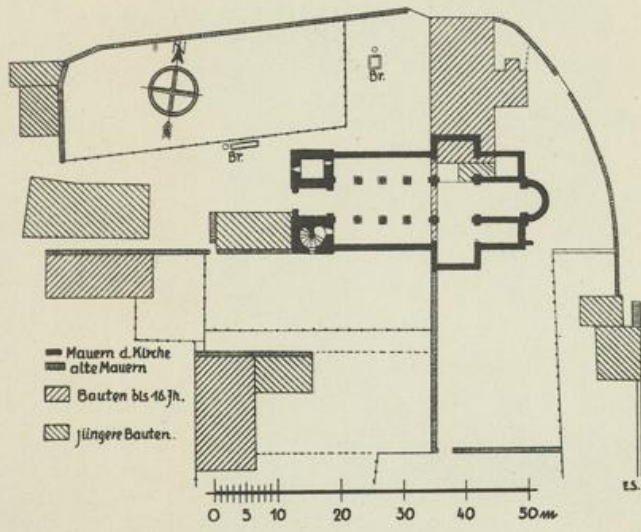 N
Br.
Br.
Mauern d. Kirche
alte Mauern
Bauten bis 16. Jh.
jüngere Bauten.
E.S.
0 5 10 20 30 40 50 m